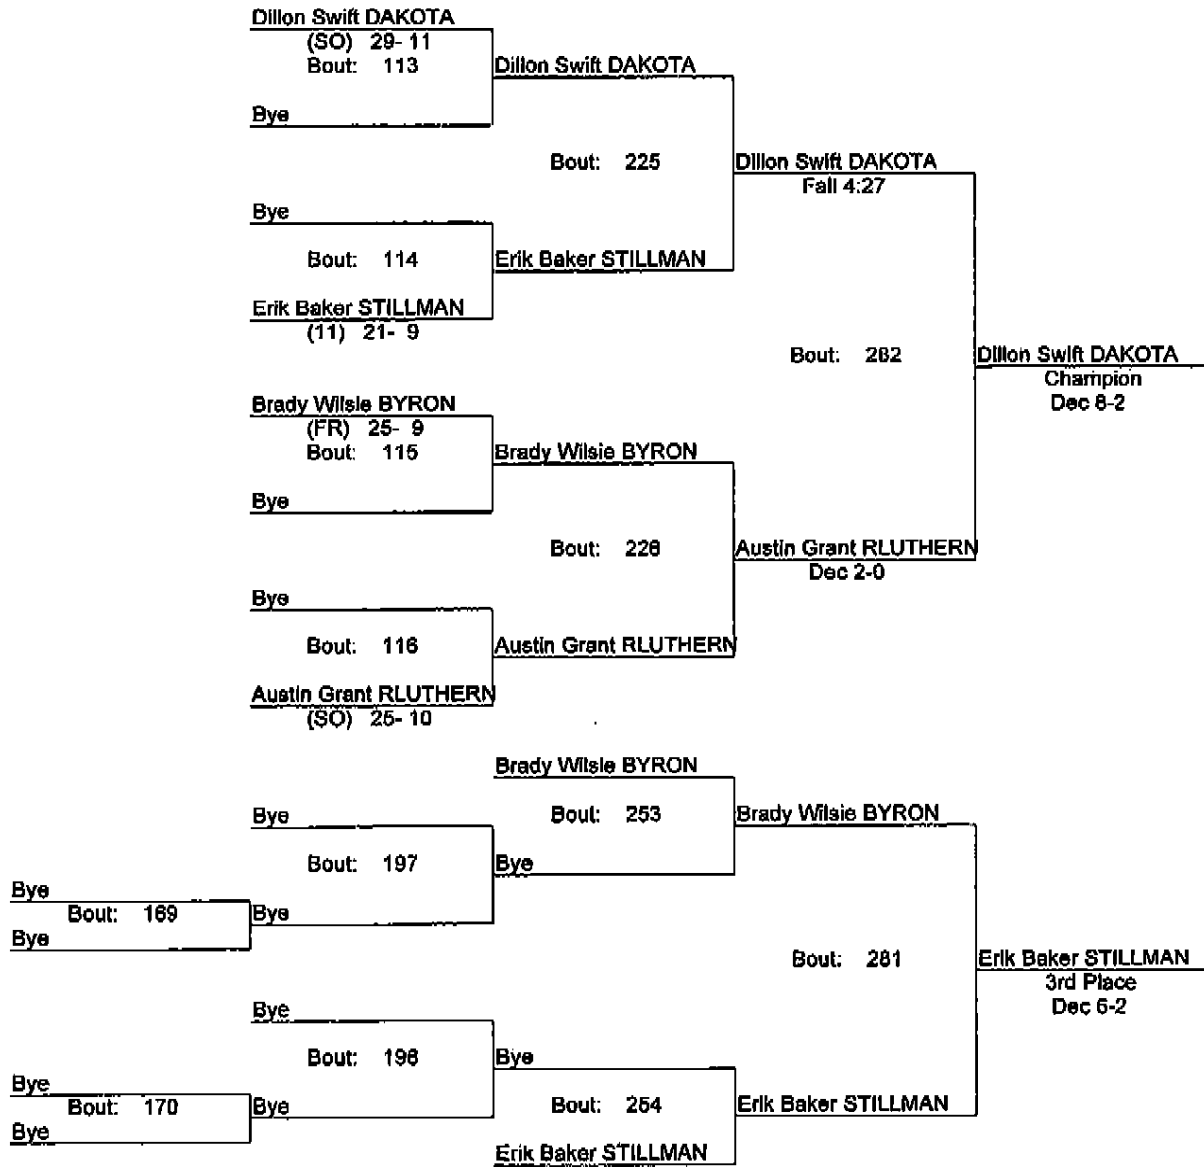 Dillon Swift DAKOTA
(SO) 29- 11
Bout: 113
Dillon Swift DAKOTA
Bye
Bout: 225
Dillon Swift DAKOTA
Fall 4:27
Bye
Bout: 114
Erik Baker STILLMAN
Erik Baker STILLMAN
(11) 21- 9
Bout: 282
Dillon Swift DAKOTA
Champion
Dec 8-2
Brady Wilsie BYRON
(FR) 25- 9
Bout: 115
Brady Wilsie BYRON
Bye
Bout: 226
Austin Grant RLUTHERN
Dec 2-0
Bye
Bout: 116
Austin Grant RLUTHERN
Austin Grant RLUTHERN
(SO) 25- 10
Brady Wilsie BYRON
Bye
Bout: 253
Brady Wilsie BYRON
Bout: 197
Bye
Bye
Bout: 169
Bye
Bye
Bout: 281
Erik Baker STILLMAN
3rd Place
Dec 6-2
Bye
Bout: 198
Bye
Bye
Bout: 170
Bye
Bout: 254
Erik Baker STILLMAN
Bye
Erik Baker STILLMAN